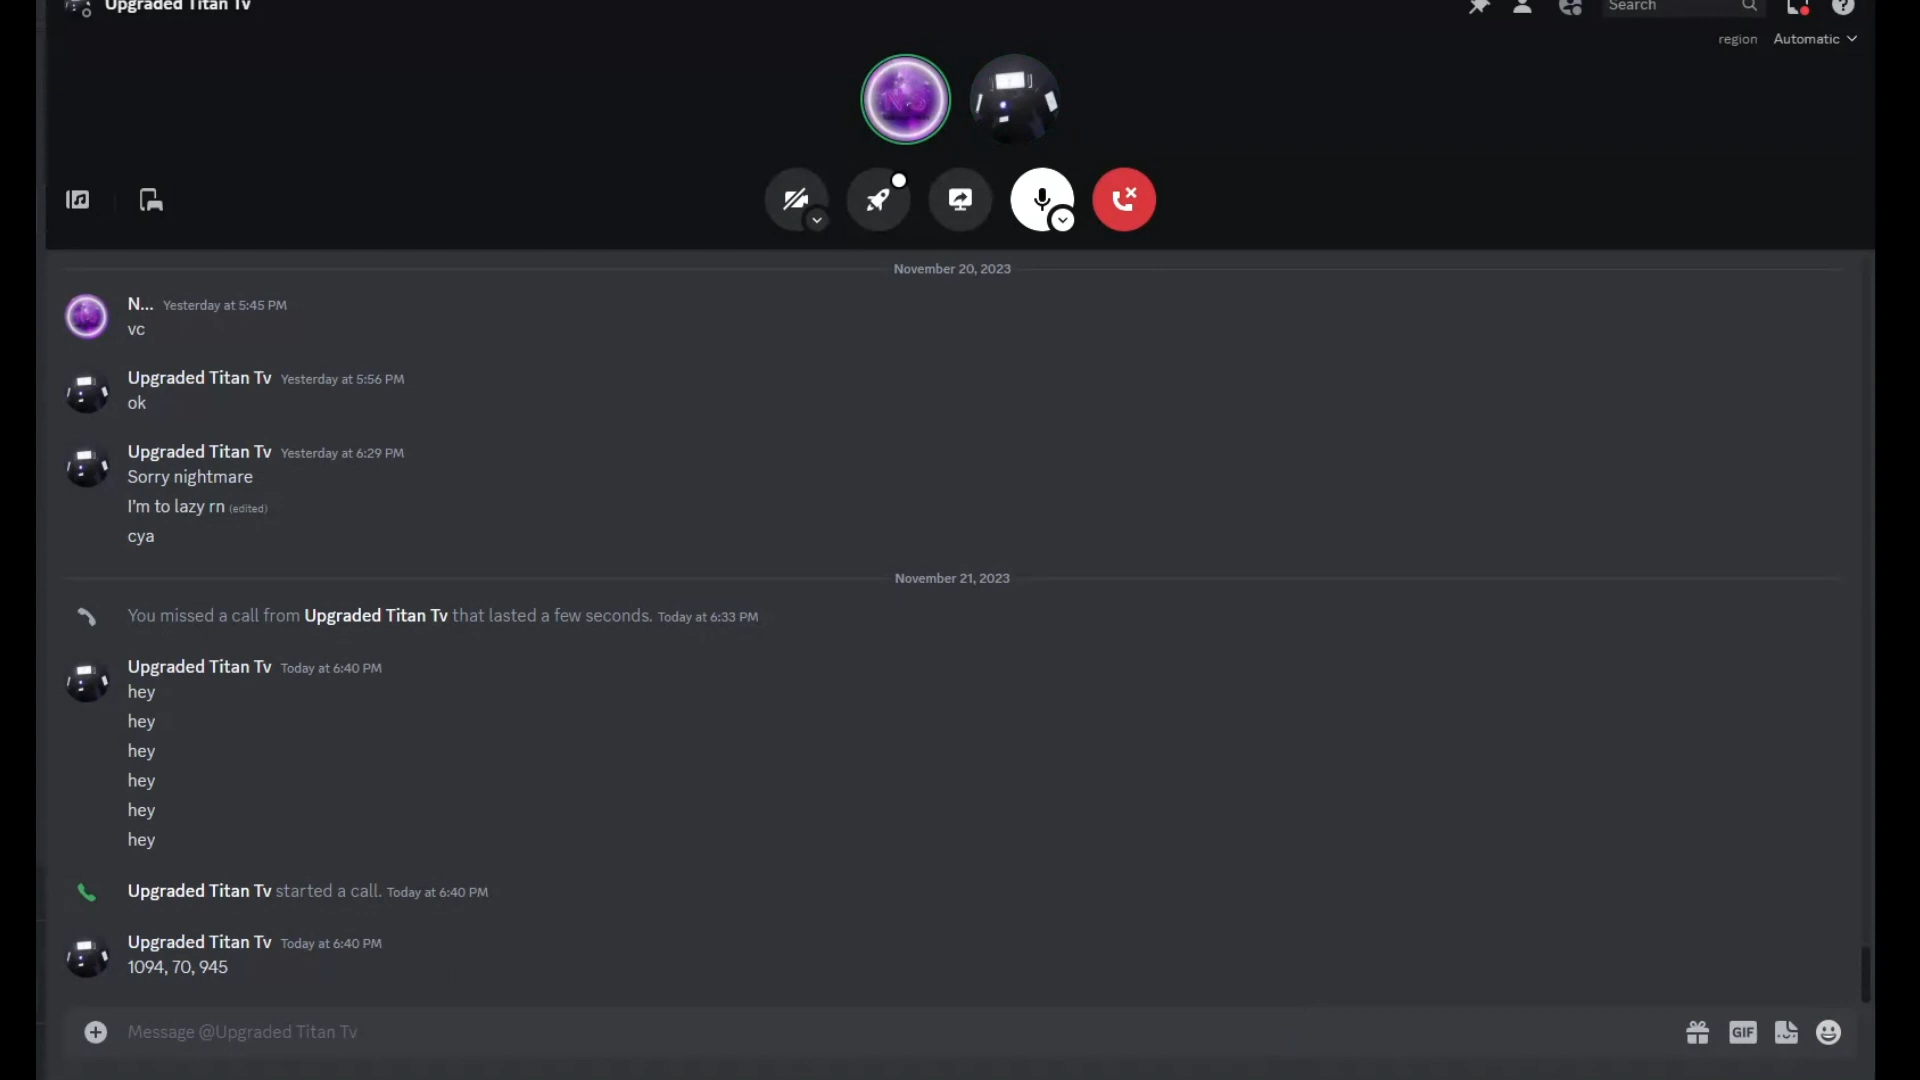 Upgraded Titan Tv
Search
region Automatic
NS
November 20, 2023
N... Yesterday at 5:45 PM
vc
Upgraded Titan Tv Yesterday at 5:56 PM
ok
Upgraded Titan Tv Yesterday at 6:29 PM
Sorry nightmare
I'm to lazy rn (edited)
cya
November 21, 2023
You missed a call from Upgraded Titan Tv that lasted a few seconds. Today at 6:33 PM
Upgraded Titan Tv Today at 6:40 PM
hey
hey
hey
hey
hey
hey
Upgraded Titan Tv started a call. Today at 6:40 PM
Upgraded Titan Tv Today at 6:40 PM
1094, 70, 945
Message @Upgraded Titan Tv
GIF